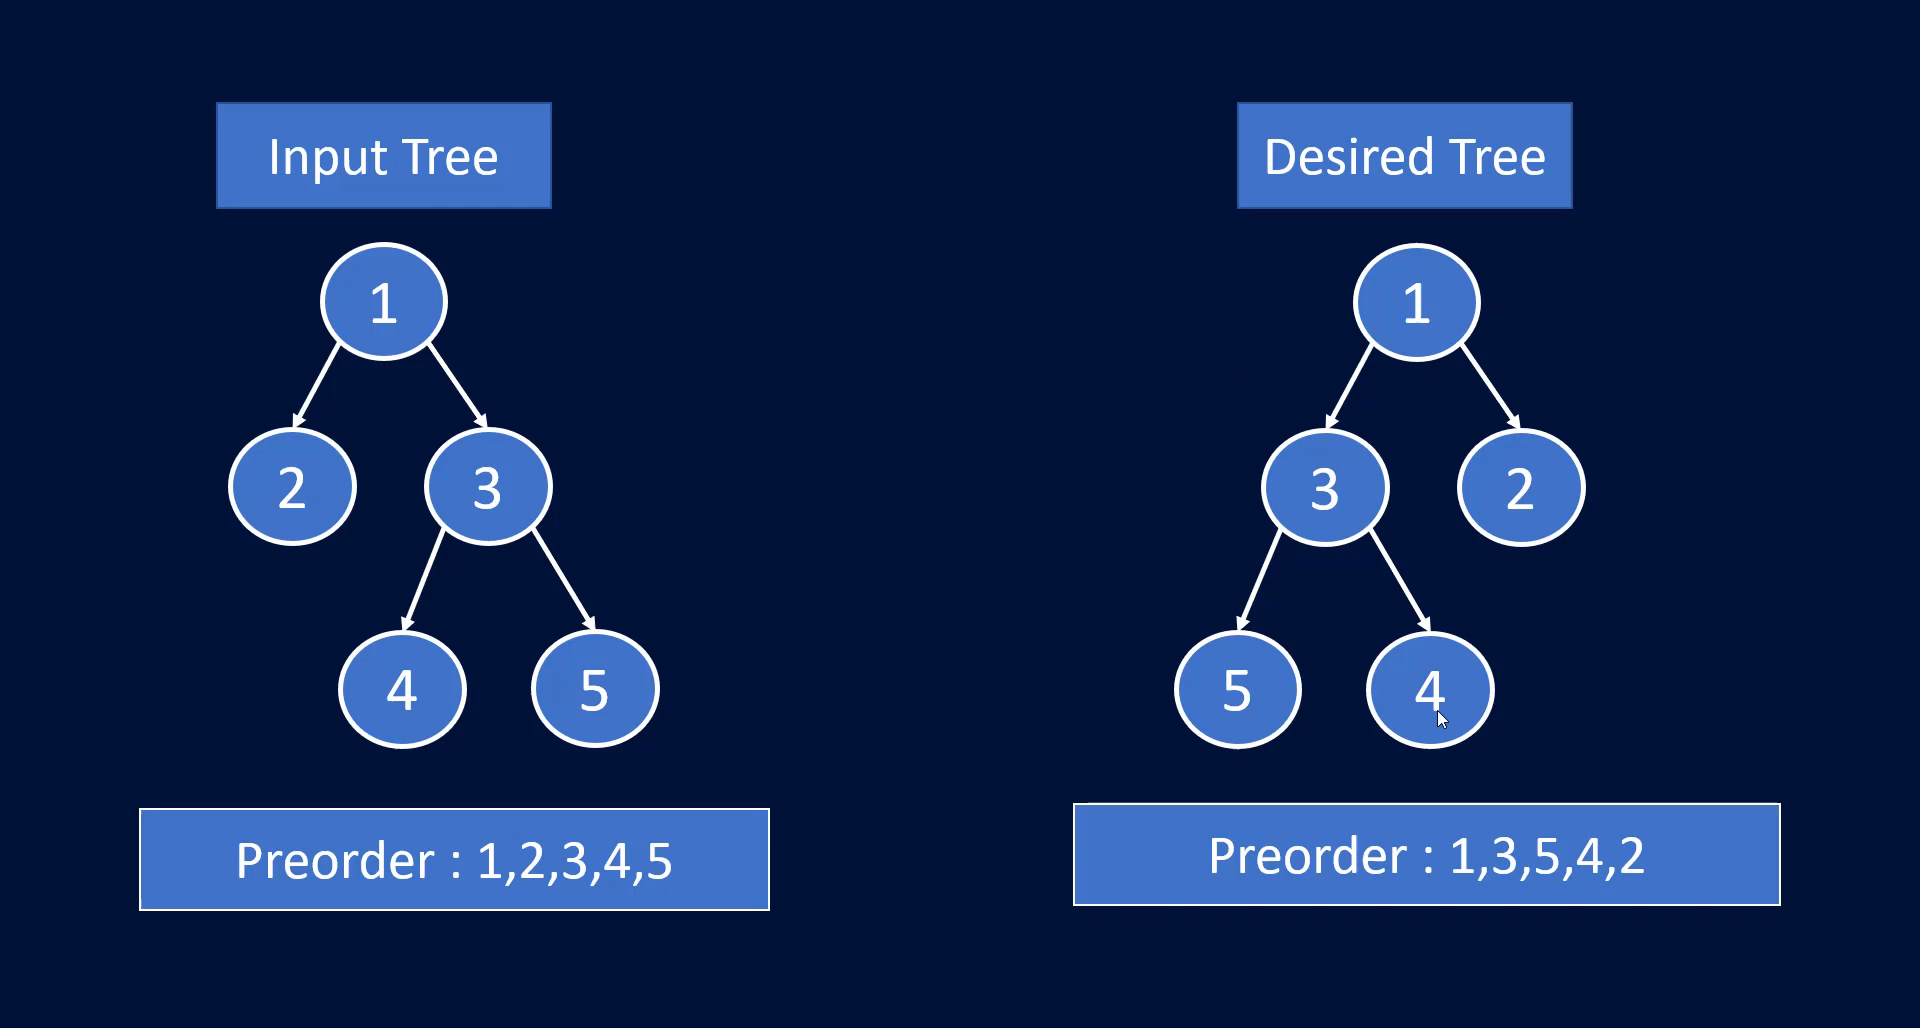 Input Tree
1
2
3
4
5
Preorder : 1,2,3,4,5
Desired Tree
1
3
2
5
4
Preorder : 1,3,5,4,2